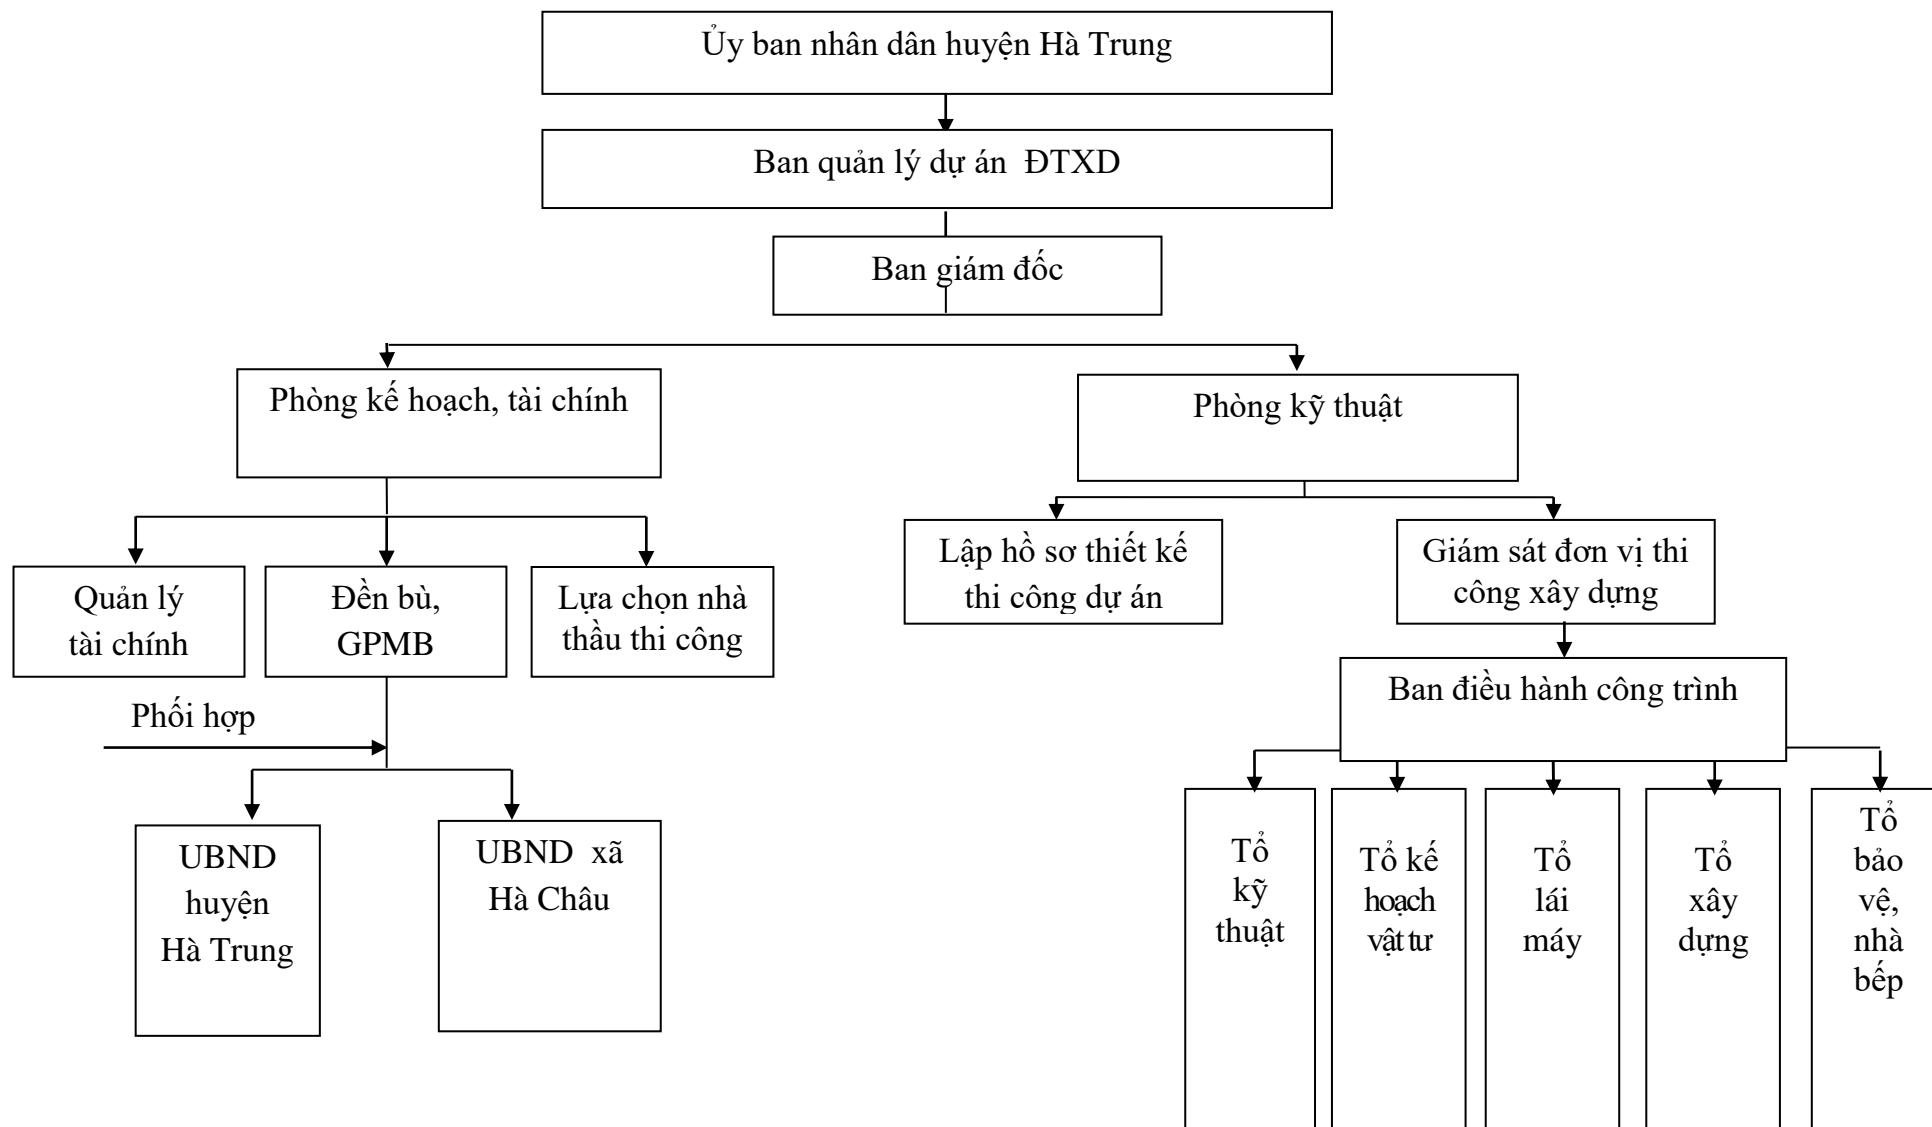 Ủy ban nhân dân huyện Hà Trung
Ban quản lý dự án ĐTXD
Ban giám đốc
Phòng kế hoạch, tài chính
Phòng kỹ thuật
Quản lý
tài chính
Đền bù,
GPMB
Lựa chọn nhà
thầu thi công
Lập hồ sơ thiết kế
thi công dự án
Giám sát đơn vị thi
công xây dựng
Phối hợp
Ban điều hành công trình
UBND
huyện
Hà Trung
UBND xã
Hà Châu
Tổ
kỹ
thuật
Tổ kế
hoạch
vật tư
Tổ
lái
máy
Tổ
xây
dựng
Tổ
bảo
vệ,
nhà
bếp